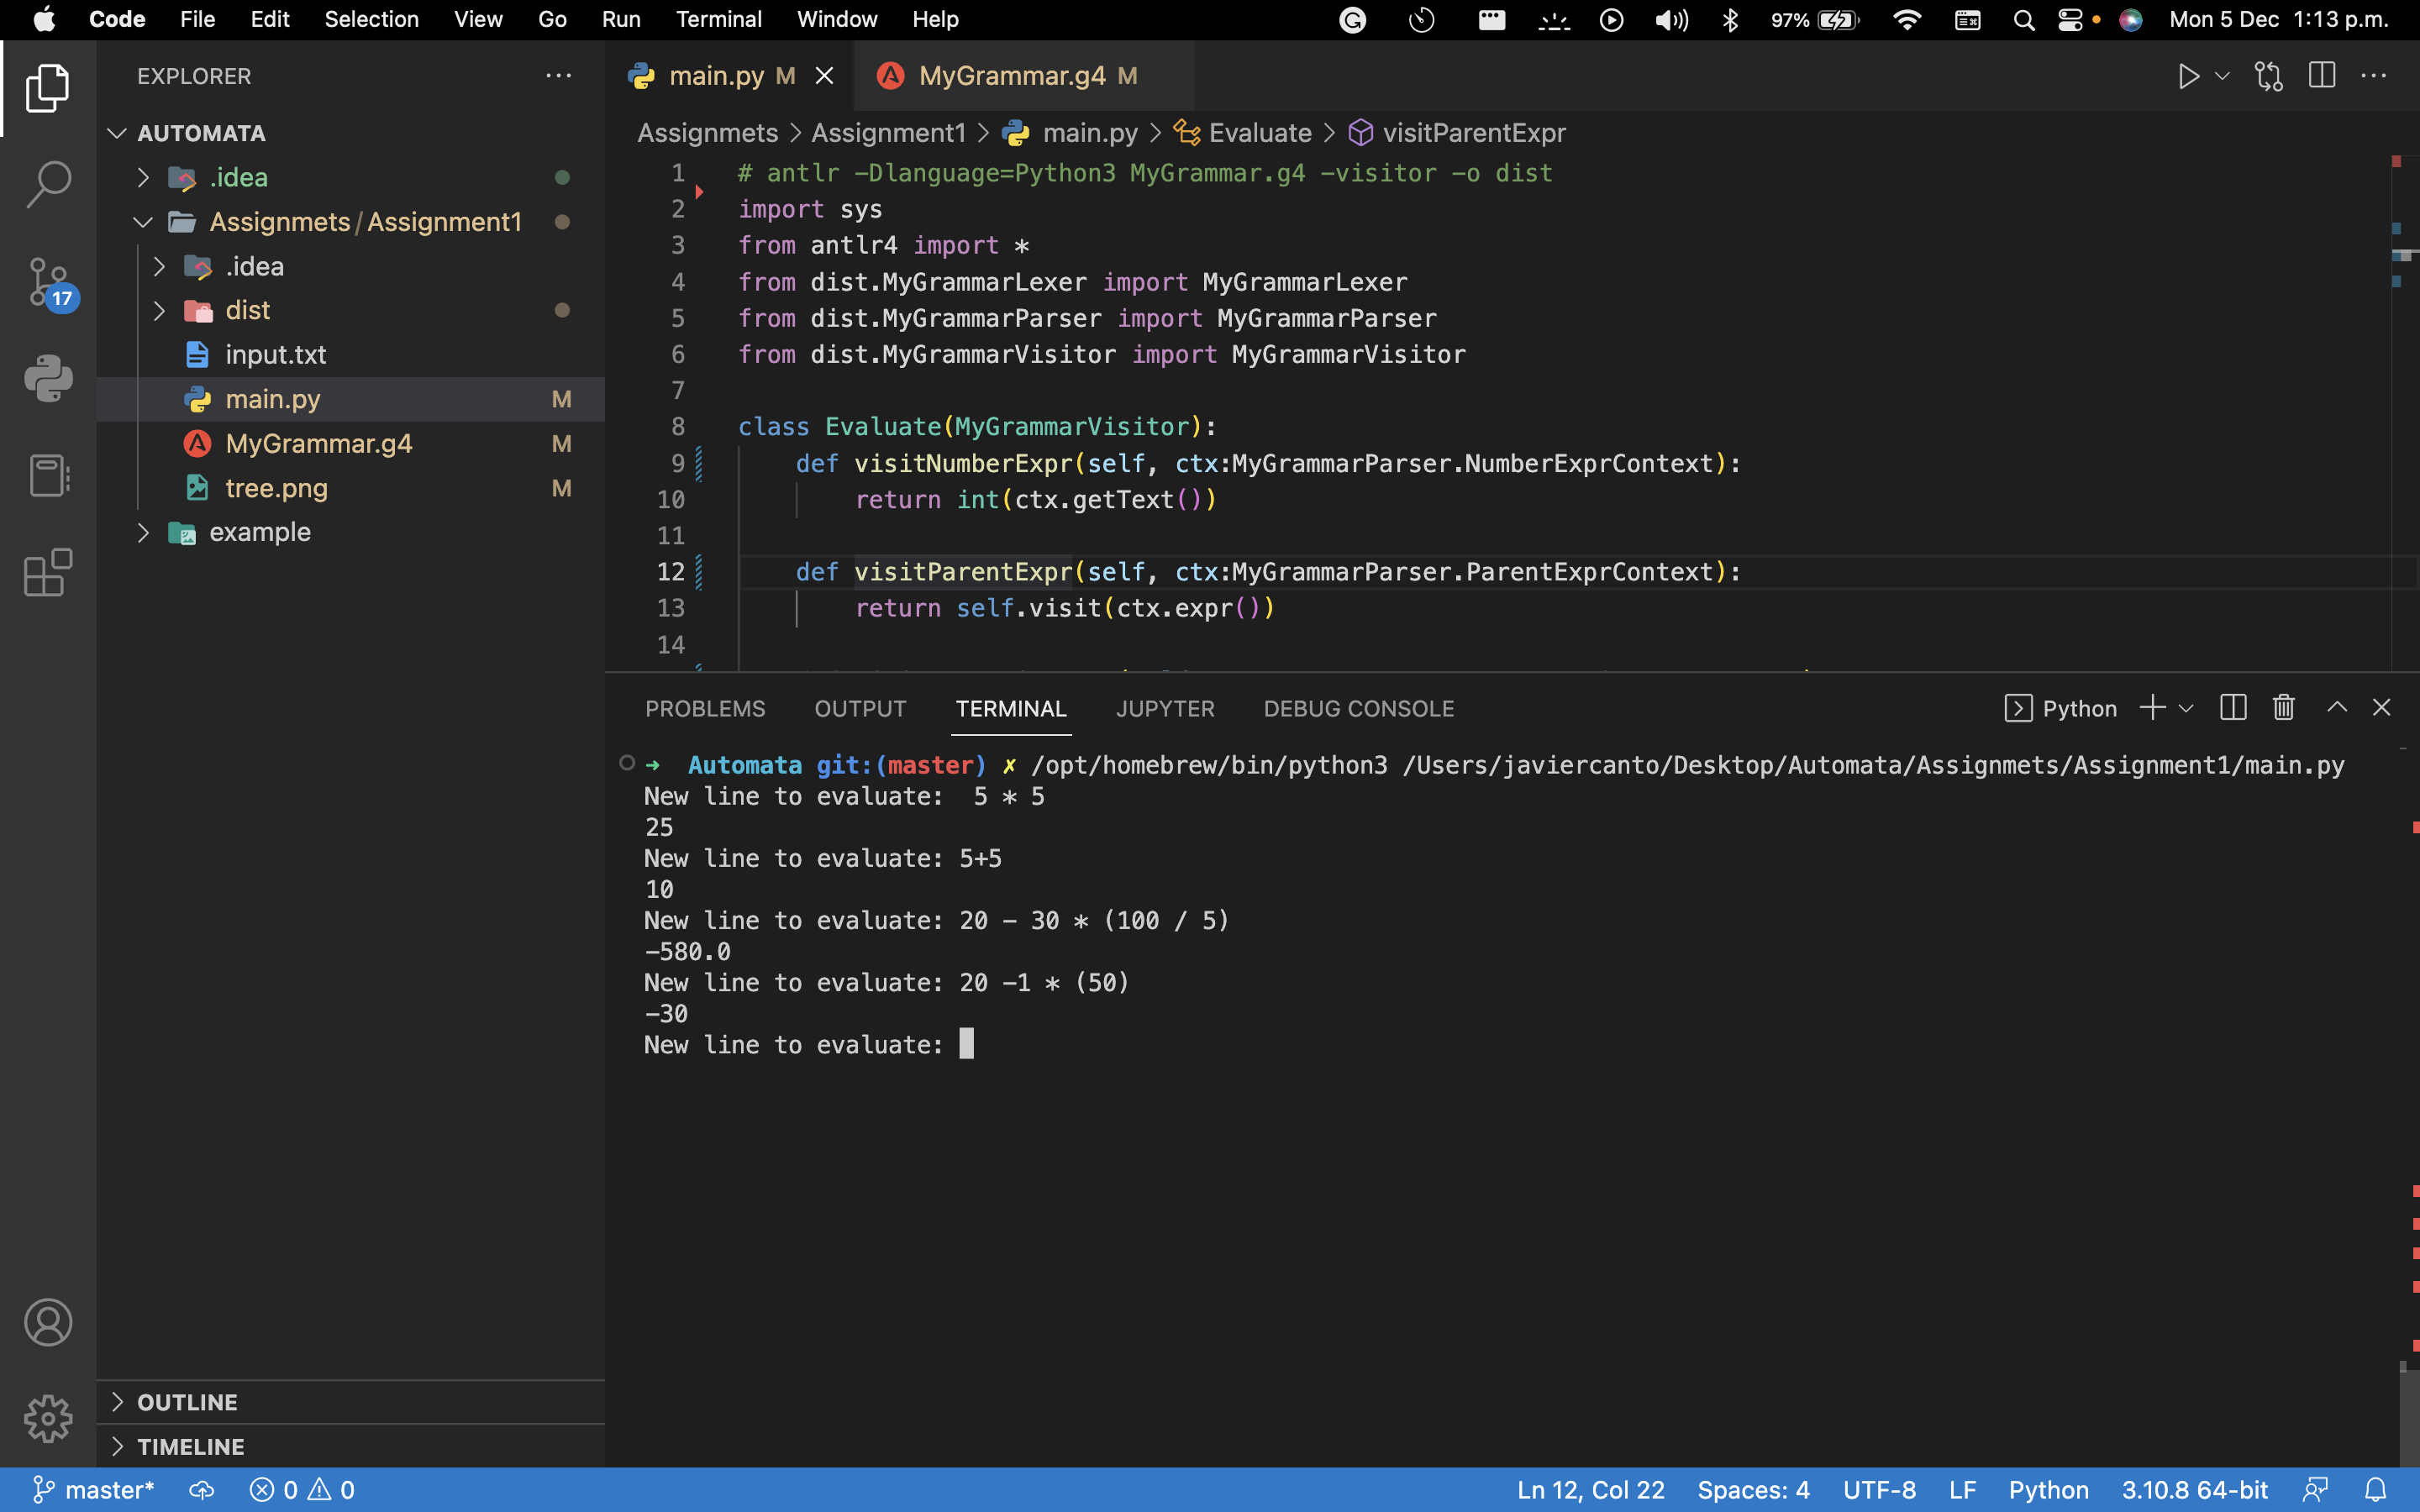 Code File Edit Selection View Go Run Terminal Window Help 97% Mon 5 Dec 1:13 p.m.
EXPLORER
AUTOMATA
.idea
Assignmets/Assignment1
.idea
dist
input.txt
main.py M
MyGrammar.g4 M
tree.png M
example
OUTLINE
TIMELINE
17
main.py M MyGrammar.g4 M
Assignmets > Assignment1 > main.py > Evaluate > visitParentExpr
1 # antlr -Dlanguage=Python3 MyGrammar.g4 -visitor -o dist
2 import sys
3 from antlr4 import *
4 from dist.MyGrammarLexer import MyGrammarLexer
5 from dist.MyGrammarParser import MyGrammarParser
6 from dist.MyGrammarVisitor import MyGrammarVisitor
7
8 class Evaluate(MyGrammarVisitor):
9 def visitNumberExpr(self, ctx:MyGrammarParser.NumberExprContext):
10 return int(ctx.getText())
11
12 def visitParentExpr(self, ctx:MyGrammarParser.ParentExprContext):
13 return self.visit(ctx.expr())
14
PROBLEMS OUTPUT TERMINAL JUPYTER DEBUG CONSOLE Python
→ Automata git:(master) ✗ /opt/homebrew/bin/python3 /Users/javiercanto/Desktop/Automata/Assignmets/Assignment1/main.py
New line to evaluate:  5 * 5
25
New line to evaluate: 5+5
10
New line to evaluate: 20 - 30 * (100 / 5)
-580.0
New line to evaluate: 20 -1 * (50)
-30
New line to evaluate:
master* 0 0 Ln 12, Col 22 Spaces: 4 UTF-8 LF Python 3.10.8 64-bit